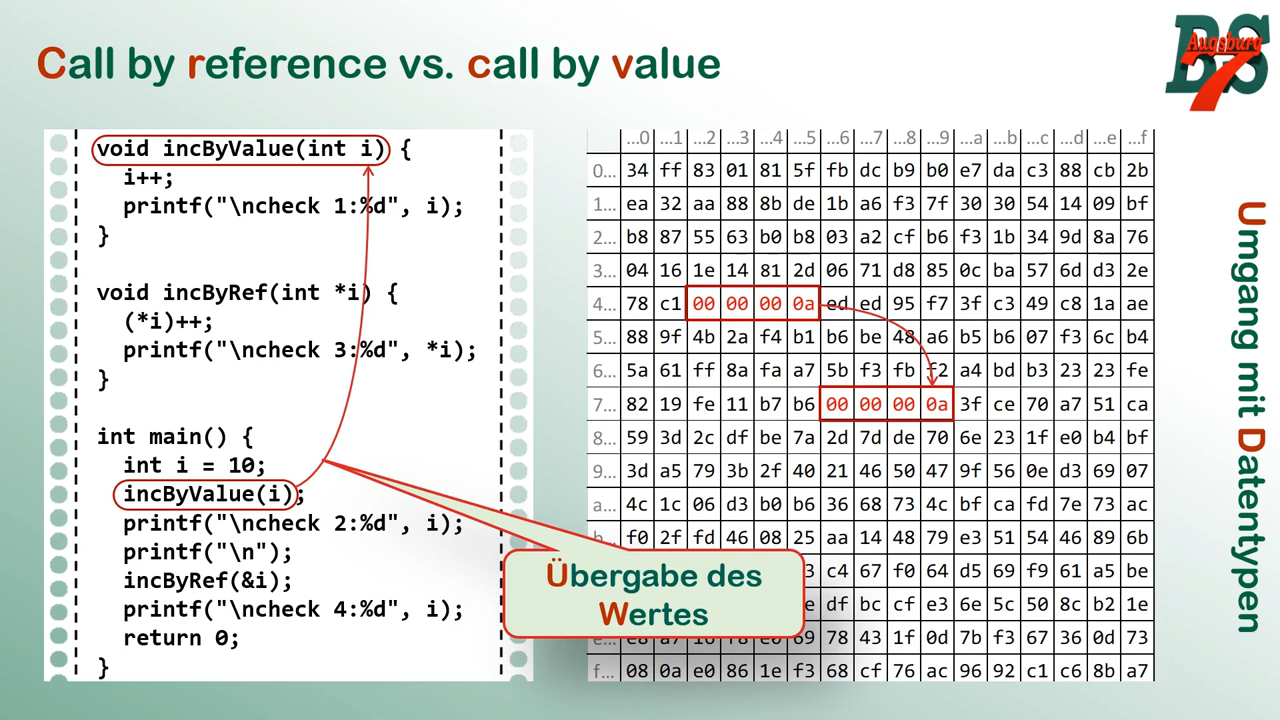 Call by reference vs. call by value
BS
Augsburg
7
void incByValue(int i) {
i++;
printf("\ncheck 1:%d", i);
}
void incByRef(int *i) {
(*i)++;
printf("\ncheck 3:%d", *i);
}
int main() {
int i = 10;
incByValue(i);
printf("\ncheck 2:%d", i);
printf("\n");
incByRef(&i);
printf("\ncheck 4:%d", i);
return 0;
}
Übergabe des
Wertes
...0 ...1 ...2 ...3 ...4 ...5 ...6 ...7 ...8 ...9 ...a ...b ...c ...d ...e ...f
0... 34 ff 83 01 81 5f fb dc b9 b0 e7 da c3 88 cb 2b
1... ea 32 aa 88 8b de 1b a6 f3 7f 30 30 54 14 09 bf
2... b8 87 55 63 b0 b8 03 a2 cf b6 f3 1b 34 9d 8a 76
3... 04 16 1e 14 81 2d 06 71 d8 85 0c ba 57 6d d3 2e
4... 78 c1 00 00 00 0a ed ed 95 f7 3f c3 49 c8 1a ae
5... 88 9f 4b 2a f4 b1 b6 be 48 a6 b5 b6 07 f3 6c b4
6... 5a 61 ff 8a fa a7 5b f3 fb f2 a4 bd b3 23 23 fe
7... 82 19 fe 11 b7 b6 00 00 00 0a 3f ce 70 a7 51 ca
8... 59 3d 2c df be 7a 2d 7d de 70 6e 23 1f e0 b4 bf
9... 3d a5 79 3b 2f 40 21 46 50 47 9f 56 0e d3 69 07
a... 4c 1c 06 d3 b0 b6 36 68 73 4c bf ca fd 7e 73 ac
b... f0 2f fd 46 08 25 aa 14 48 79 e3 51 54 46 89 6b
c4 67 f0 64 d5 69 f9 61 a5 be
df bc cf e3 6e 5c 50 8c b2 1e
e... e8 a7 16 f8 e0 69 78 43 1f 0d 7b f3 67 36 0d 73
f... 08 0a e0 86 1e f3 68 cf 76 ac 96 92 c1 c6 8b a7
Umgang mit Datentypen